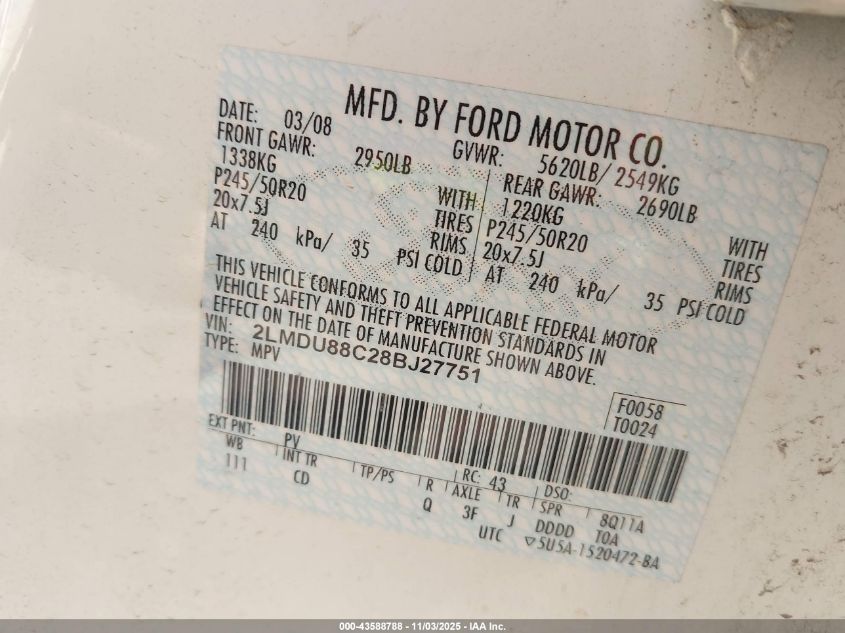 MFD. BY FORD MOTOR CO.
DATE: 03/08 GVWR: 5620LB/ 2549KG
FRONT GAWR: 2950LB REAR GAWR: 2690LB
1338KG WITH 1220KG WITH
P245/50R20 TIRES P245/50R20 TIRES
20x7.5J RIMS 20x7.5J RIMS
AT 240 kPa/ 35 PSI COLD AT 240 kPa/ 35 PSI COLD
THIS VEHICLE CONFORMS TO ALL APPLICABLE FEDERAL MOTOR
VEHICLE SAFETY AND THEFT PREVENTION STANDARDS IN
EFFECT ON THE DATE OF MANUFACTURE SHOWN ABOVE.
VIN: 2LMDU88C28BJ27751
TYPE: MPV
F0058
T0024
EXT PNT: PV RC: 43 DSO:
WB INT TR TP/PS R AXLE TR SPR 8Q11A
111 CD Q 3F J DDDD TOA
UTC ▽5U5A-1520472-BA
000-43588788 - 11/03/2025 - IAA Inc.